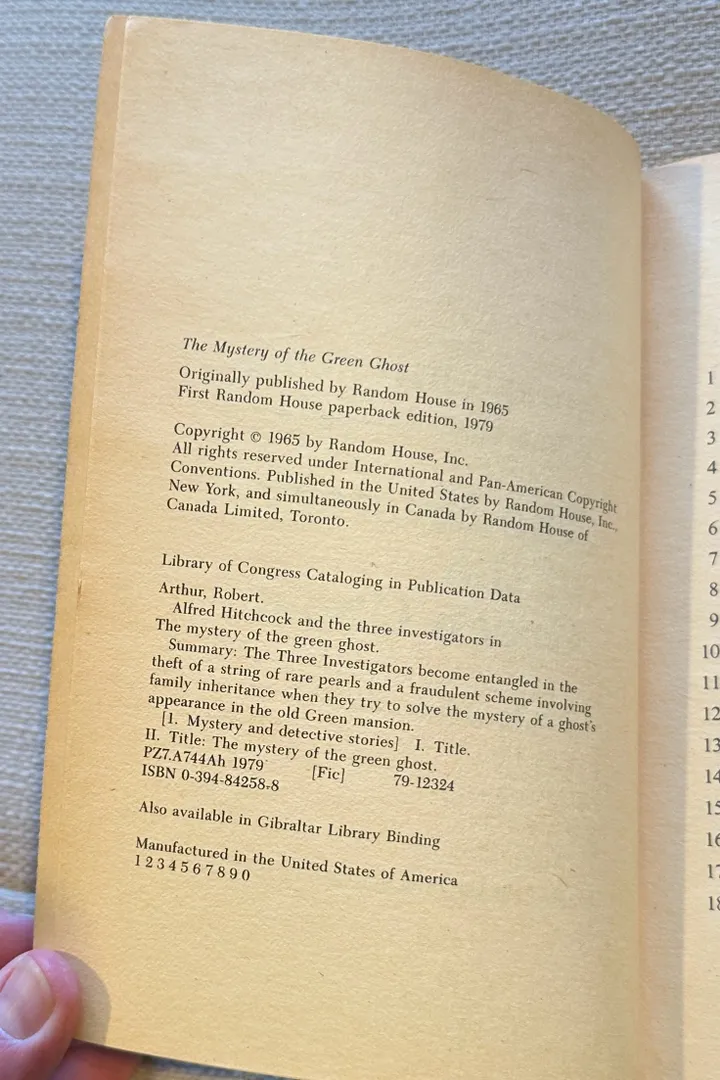 The Mystery of the Green Ghost
Originally published by Random House in 1965
First Random House paperback edition, 1979
Copyright © 1965 by Random House, Inc.
All rights reserved under International and Pan-American Copyright
Conventions. Published in the United States by Random House, Inc.,
New York, and simultaneously in Canada by Random House of
Canada Limited, Toronto.
Library of Congress Cataloging in Publication Data
Arthur, Robert.
Alfred Hitchcock and the three investigators in
The mystery of the green ghost.
Summary: The Three Investigators become entangled in the
theft of a string of rare pearls and a fraudulent scheme involving
family inheritance when they try to solve the mystery of a ghost's
appearance in the old Green mansion.
[1. Mystery and detective stories] I. Title.
II. Title: The mystery of the green ghost.
PZ7.A744Ah 1979 [Fic] 79-12324
ISBN 0-394-84258-8
Also available in Gibraltar Library Binding
Manufactured in the United States of America
1 2 3 4 5 6 7 8 9 0
1
2
3
4
5
6
7
8
9
10
11
12
13
14
15
16
17
18